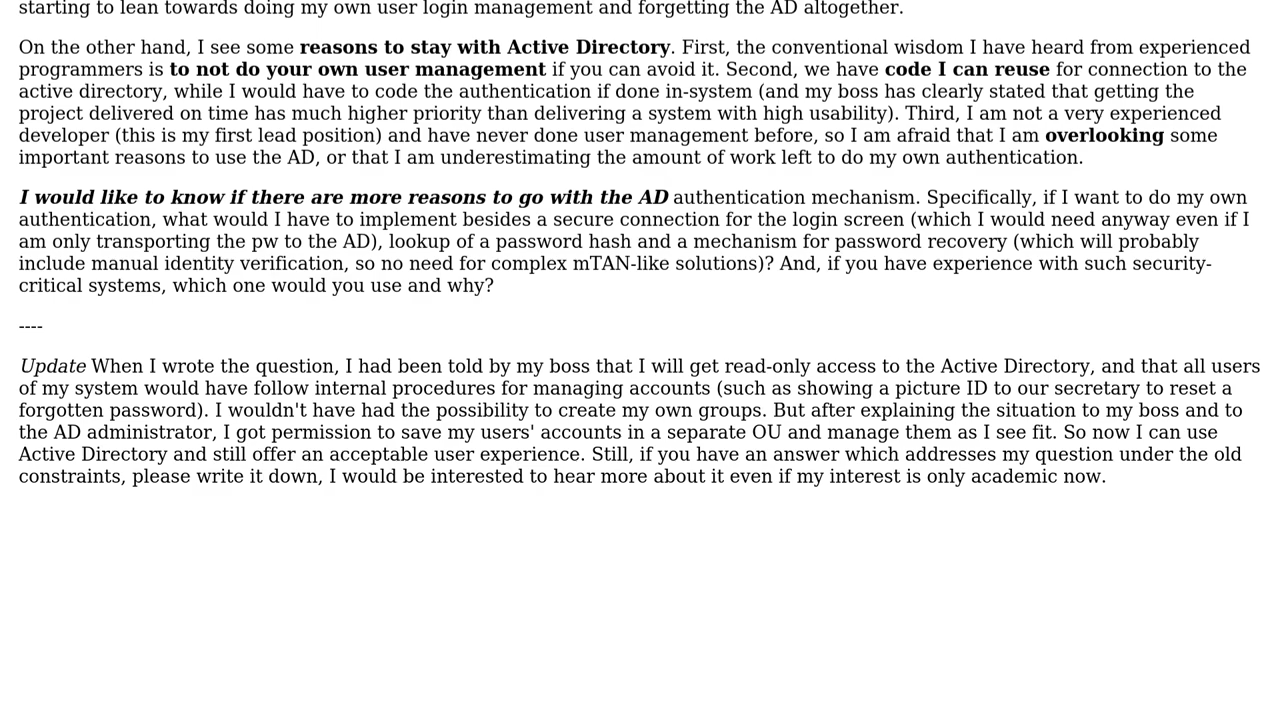 starting to lean towards doing my own user login management and forgetting the AD altogether.
On the other hand, I see some reasons to stay with Active Directory. First, the conventional wisdom I have heard from experienced
programmers is to not do your own user management if you can avoid it. Second, we have code I can reuse for connection to the
active directory, while I would have to code the authentication if done in-system (and my boss has clearly stated that getting the
project delivered on time has much higher priority than delivering a system with high usability). Third, I am not a very experienced
developer (this is my first lead position) and have never done user management before, so I am afraid that I am overlooking some
important reasons to use the AD, or that I am underestimating the amount of work left to do my own authentication.
I would like to know if there are more reasons to go with the AD authentication mechanism. Specifically, if I want to do my own
authentication, what would I have to implement besides a secure connection for the login screen (which I would need anyway even if I
am only transporting the pw to the AD), lookup of a password hash and a mechanism for password recovery (which will probably
include manual identity verification, so no need for complex mTAN-like solutions)? And, if you have experience with such security-
critical systems, which one would you use and why?
----
Update When I wrote the question, I had been told by my boss that I will get read-only access to the Active Directory, and that all users
of my system would have follow internal procedures for managing accounts (such as showing a picture ID to our secretary to reset a
forgotten password). I wouldn't have had the possibility to create my own groups. But after explaining the situation to my boss and to
the AD administrator, I got permission to save my users' accounts in a separate OU and manage them as I see fit. So now I can use
Active Directory and still offer an acceptable user experience. Still, if you have an answer which addresses my question under the old
constraints, please write it down, I would be interested to hear more about it even if my interest is only academic now.